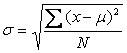 σ = √(∑(x − μ)² / N)